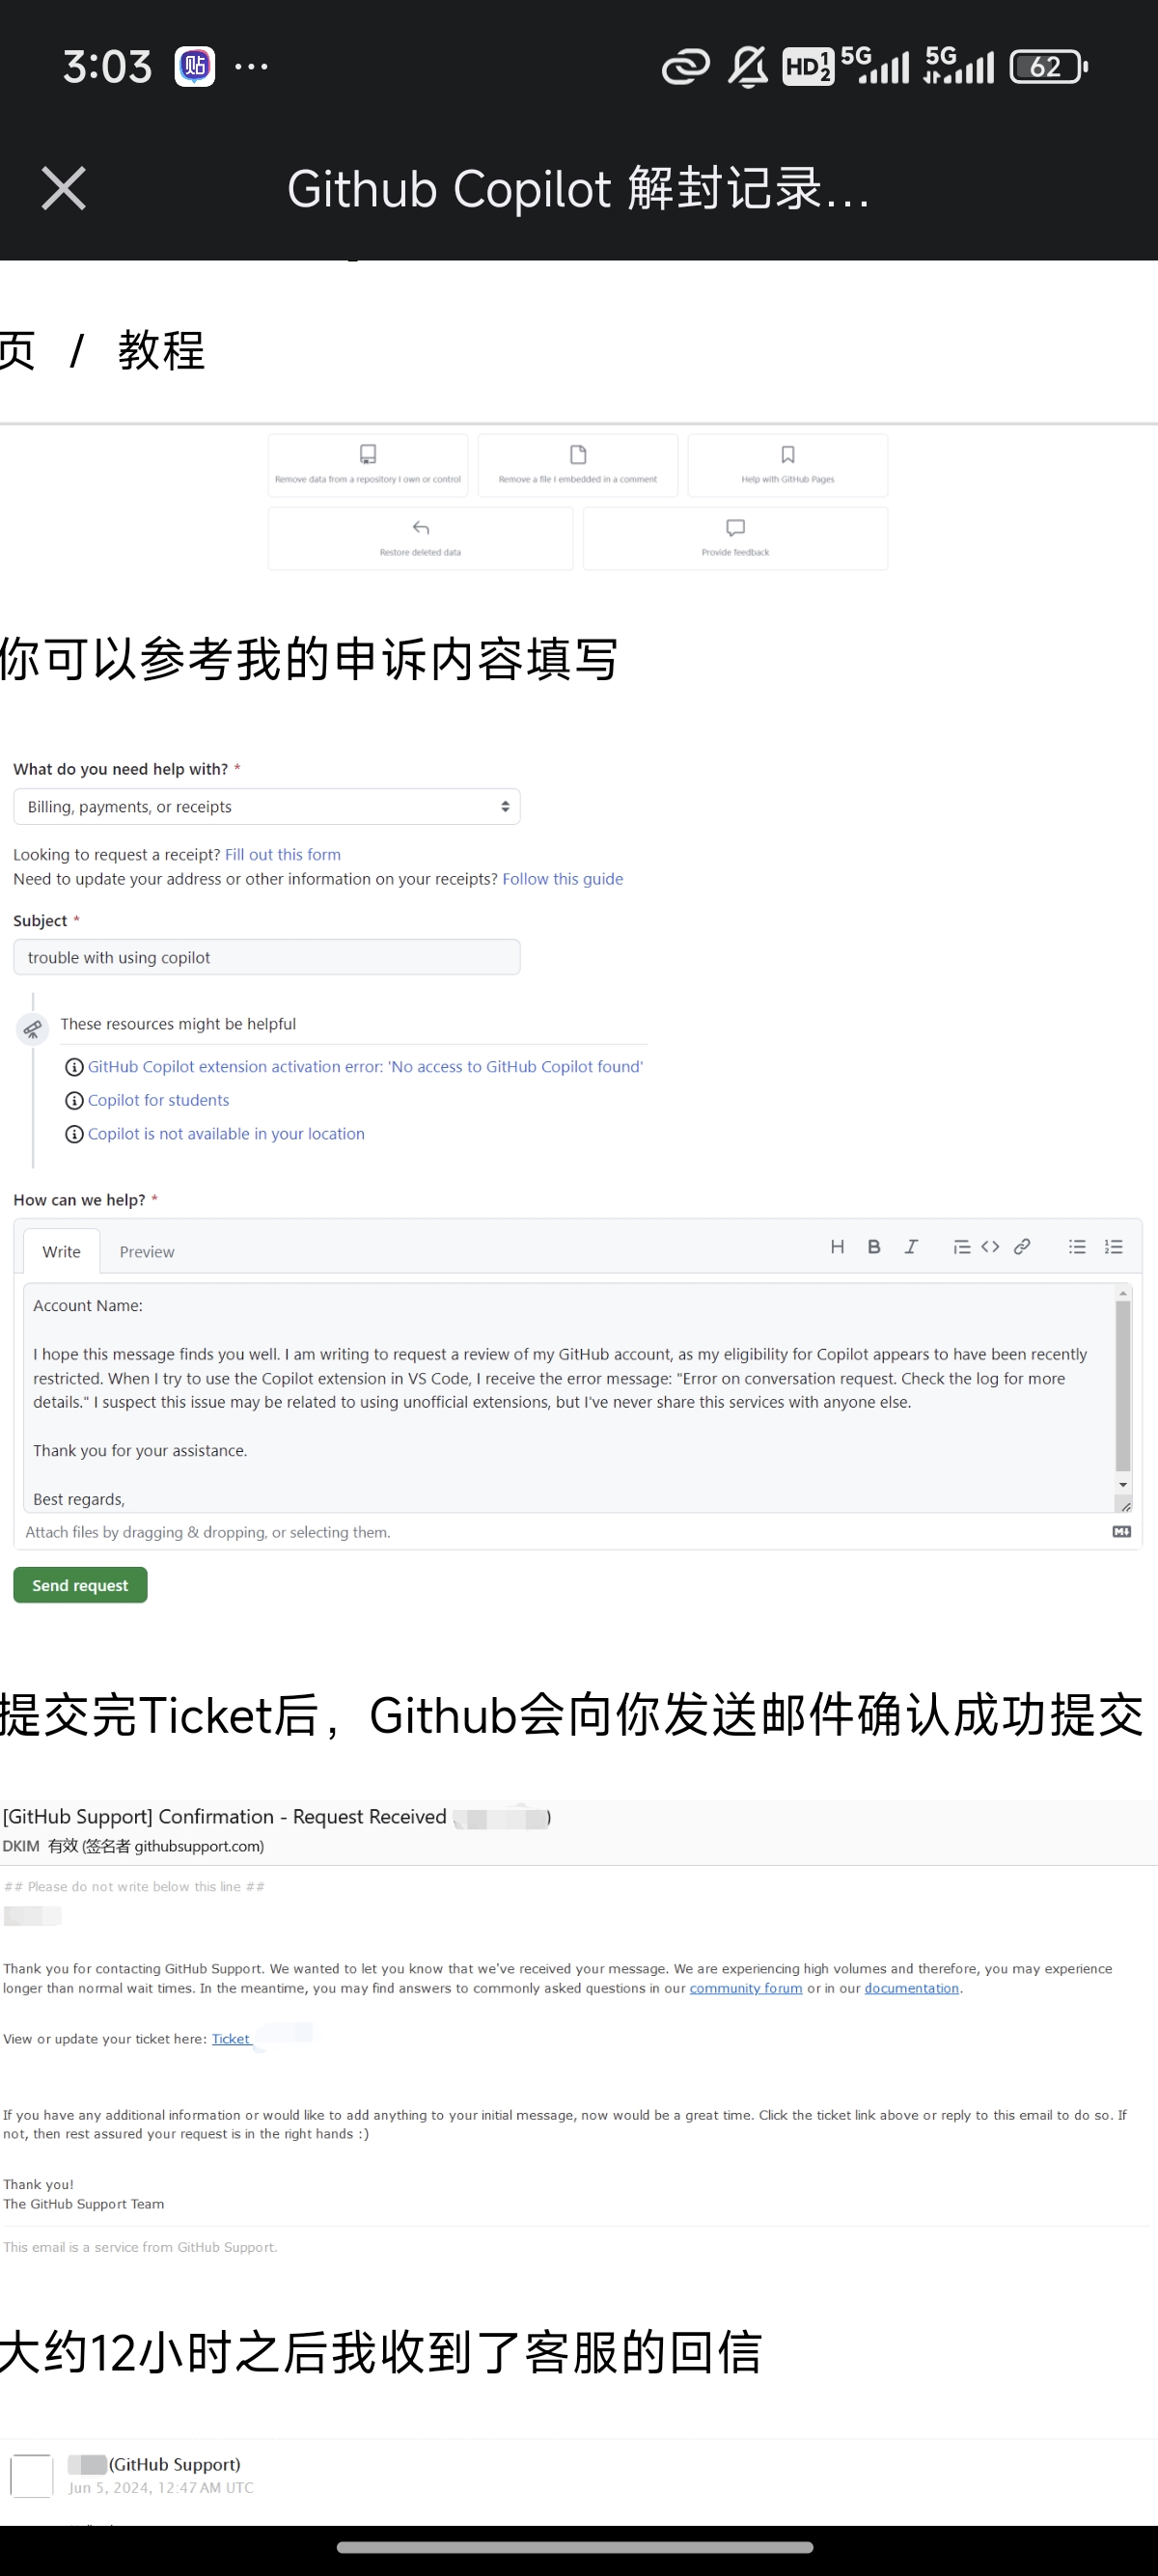 3:03 贴 ...
HD 1 2 5G 5G 62
Github Copilot 解封记录...
页 / 教程
Remove data from a repository I own or control
Remove a file I embedded in a comment
Help with GitHub Pages
Restore deleted data
Provide feedback
你可以参考我的申诉内容填写
What do you need help with? *
Billing, payments, or receipts
Looking to request a receipt? Fill out this form
Need to update your address or other information on your receipts? Follow this guide
Subject *
trouble with using copilot
These resources might be helpful
GitHub Copilot extension activation error: 'No access to GitHub Copilot found'
Copilot for students
Copilot is not available in your location
How can we help? *
Write Preview H B I
Account Name:
I hope this message finds you well. I am writing to request a review of my GitHub account, as my eligibility for Copilot appears to have been recently
restricted. When I try to use the Copilot extension in VS Code, I receive the error message: "Error on conversation request. Check the log for more
details." I suspect this issue may be related to using unofficial extensions, but I've never share this services with anyone else.
Thank you for your assistance.
Best regards,
Attach files by dragging & dropping, or selecting them.
Send request
提交完Ticket后，Github会向你发送邮件确认成功提交
[GitHub Support] Confirmation - Request Received )
DKIM 有效 (签名者 githubsupport.com)
## Please do not write below this line ##
Thank you for contacting GitHub Support. We wanted to let you know that we've received your message. We are experiencing high volumes and therefore, you may experience
longer than normal wait times. In the meantime, you may find answers to commonly asked questions in our community forum or in our documentation.
View or update your ticket here: Ticket
If you have any additional information or would like to add anything to your initial message, now would be a great time. Click the ticket link above or reply to this email to do so. If
not, then rest assured your request is in the right hands :)
Thank you!
The GitHub Support Team
This email is a service from GitHub Support.
大约12小时之后我收到了客服的回信
(GitHub Support)
Jun 5, 2024, 12:47 AM UTC